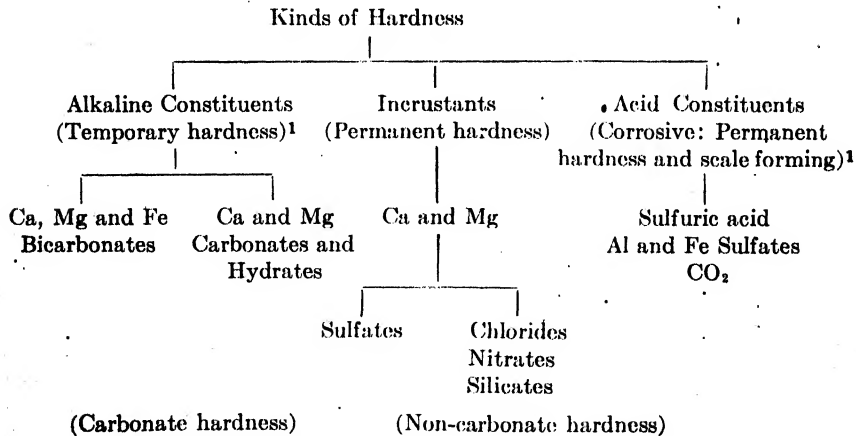 Kinds of Hardness
Alkaline Constituents
(Temporary hardness)¹
Incrustants
(Permanent hardness)
Acid Constituents
(Corrosive: Permanent
hardness and scale forming)¹
Ca, Mg and Fe
Bicarbonates
Ca and Mg
Carbonates and
Hydrates
Ca and Mg
Sulfuric acid
Al and Fe Sulfates
CO₂
Sulfates
Chlorides
Nitrates
Silicates
(Carbonate hardness)
(Non-carbonate hardness)